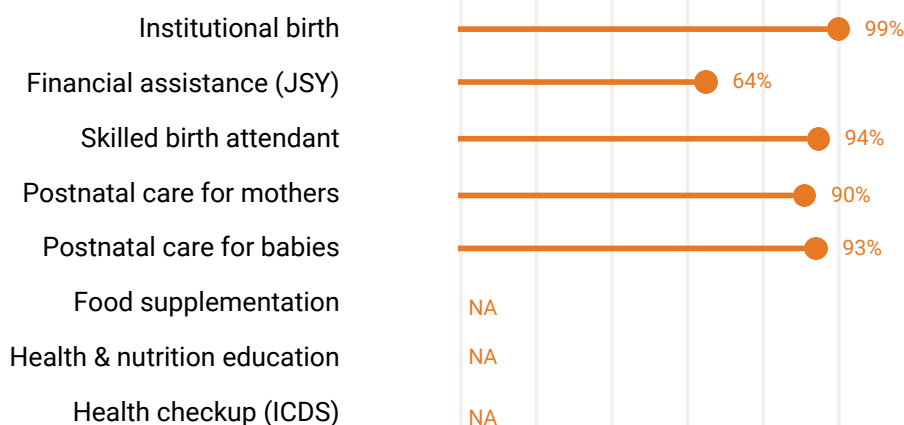 Institutional birth 99%
Financial assistance (JSY) 64%
Skilled birth attendant 94%
Postnatal care for mothers 90%
Postnatal care for babies 93%
Food supplementation NA
Health & nutrition education NA
Health checkup (ICDS) NA